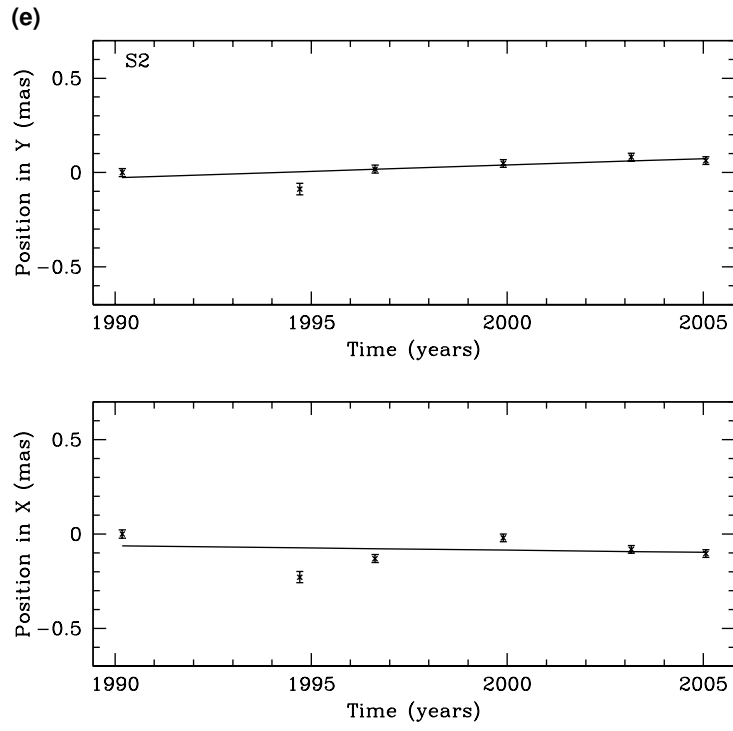 (e)
S2
Position in Y (mas)
0.5
0
−0.5
1990 1995 2000 2005
Time (years)
Position in X (mas)
0.5
0
−0.5
1990 1995 2000 2005
Time (years)